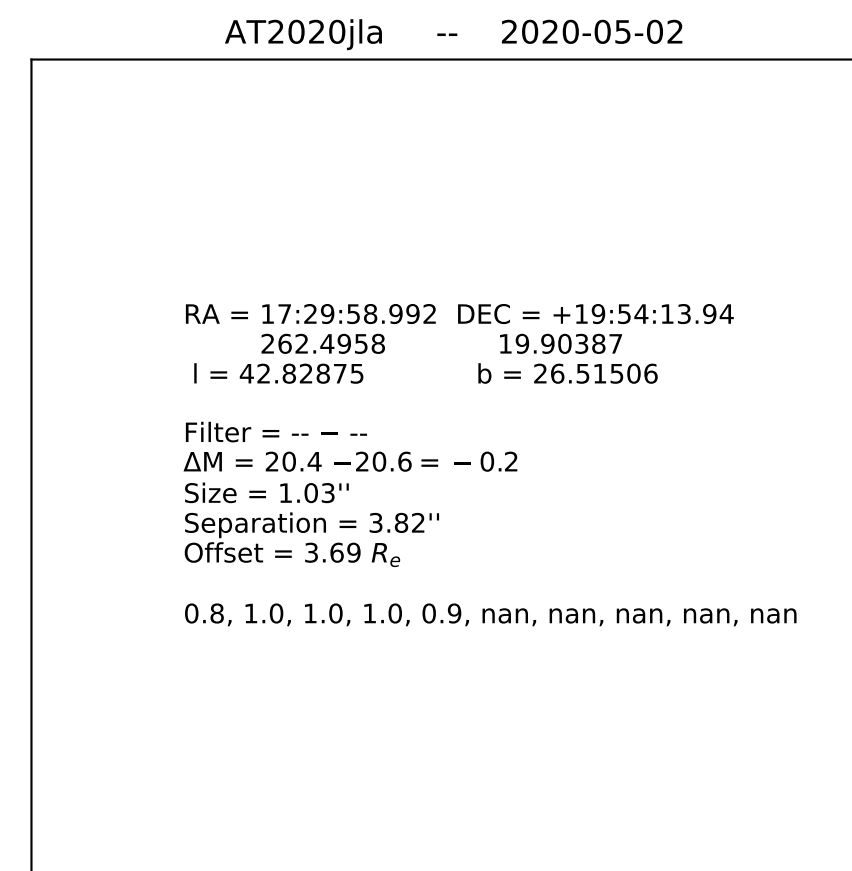 AT2020jla -- 2020-05-02
RA = 17:29:58.992 DEC = +19:54:13.94
262.4958 19.90387
l = 42.82875 b = 26.51506
Filter = -- − --
ΔM = 20.4 −20.6 = − 0.2
Size = 1.03''
Separation = 3.82''
Offset = 3.69 Rₑ
0.8, 1.0, 1.0, 1.0, 0.9, nan, nan, nan, nan, nan